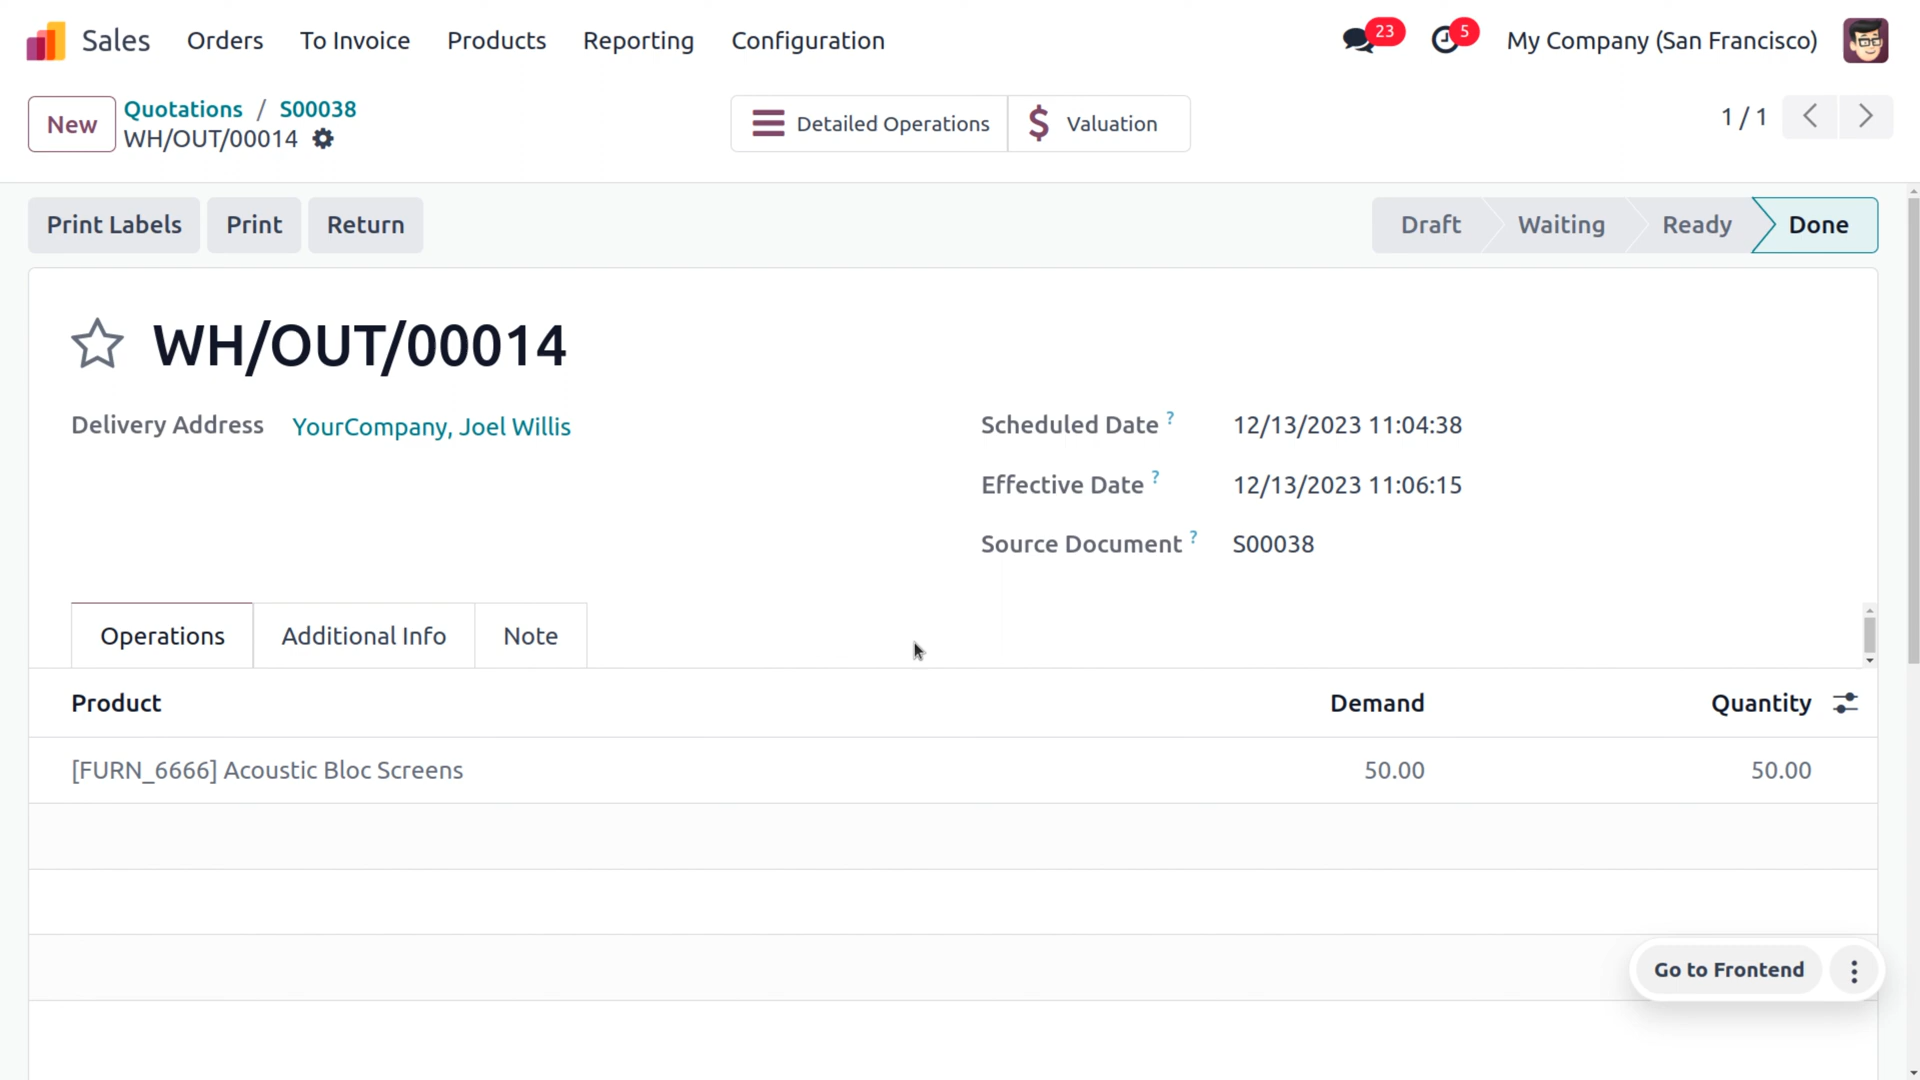 Sales Orders To Invoice Products Reporting Configuration 23 5 My Company (San Francisco)
New Quotations / S00038
WH/OUT/00014
Detailed Operations $ Valuation 1 / 1
Print Labels Print Return Draft Waiting Ready Done
WH/OUT/00014
Delivery Address YourCompany, Joel Willis
Scheduled Date ? 12/13/2023 11:04:38
Effective Date ? 12/13/2023 11:06:15
Source Document ? S00038
Operations Additional Info Note
Product Demand Quantity
[FURN_6666] Acoustic Bloc Screens 50.00 50.00
Go to Frontend